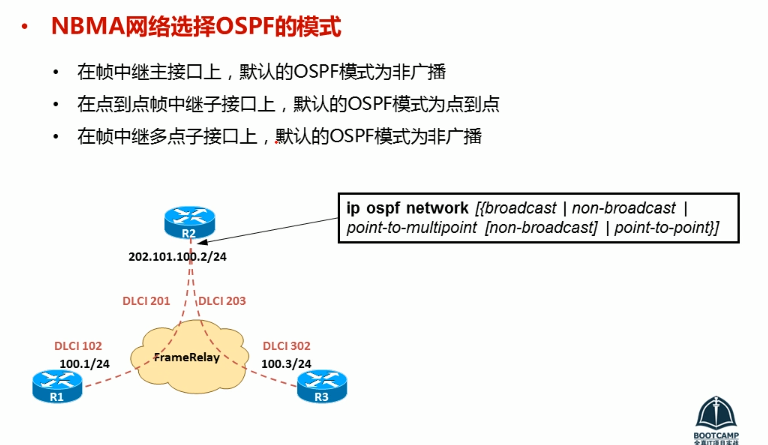 NBMA网络选择OSPF的模式
在帧中继主接口上，默认的OSPF模式为非广播
在点到点帧中继子接口上，默认的OSPF模式为点到点
在帧中继多点子接口上，默认的OSPF模式为非广播
ip ospf network [{broadcast | non-broadcast |
point-to-multipoint [non-broadcast] | point-to-point}]
R2
202.101.100.2/24
DLCI 201
DLCI 203
DLCI 102
DLCI 302
100.1/24
FrameRelay
100.3/24
R1
R3
BOOTCAMP